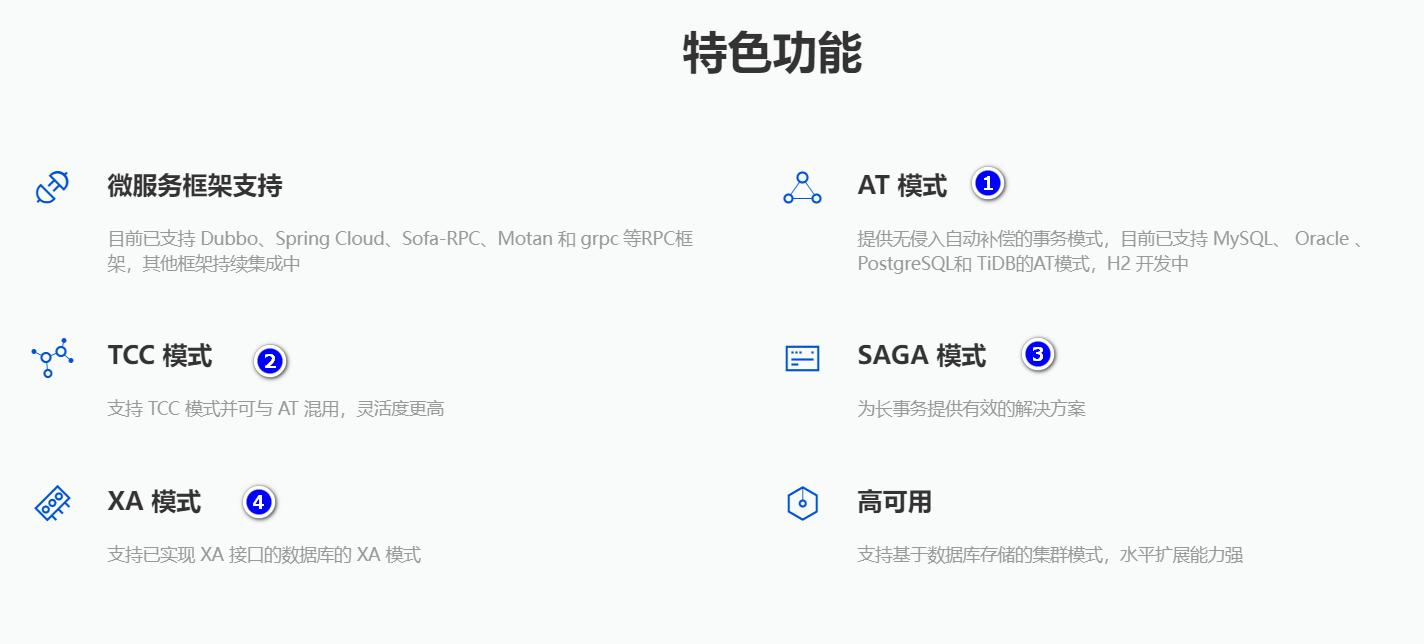 特色功能
微服务框架支持
目前已支持 Dubbo、Spring Cloud、Sofa-RPC、Motan 和 grpc 等RPC框
架，其他框架持续集成中
AT 模式 1
提供无侵入自动补偿的事务模式，目前已支持 MySQL、 Oracle 、
PostgreSQL和 TiDB的AT模式，H2 开发中
TCC 模式 2
支持 TCC 模式并可与 AT 混用，灵活度更高
SAGA 模式 3
为长事务提供有效的解决方案
XA 模式 4
支持已实现 XA 接口的数据库的 XA 模式
高可用
支持基于数据库存储的集群模式，水平扩展能力强